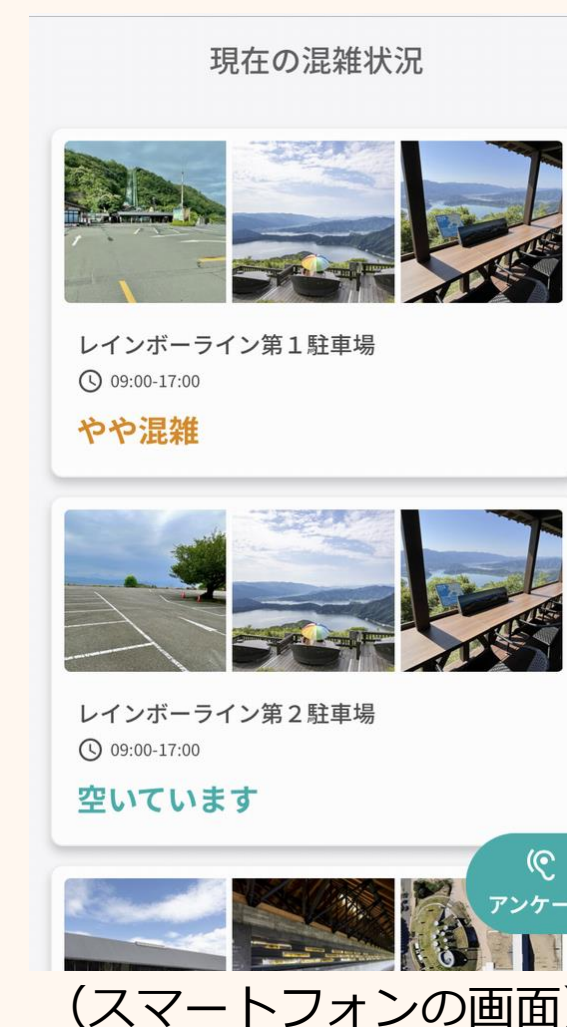 現在の混雑状況
レインボーライン第１駐車場
09:00-17:00
やや混雑
レインボーライン第２駐車場
09:00-17:00
空いています
アンケー
（スマートフォンの画面）